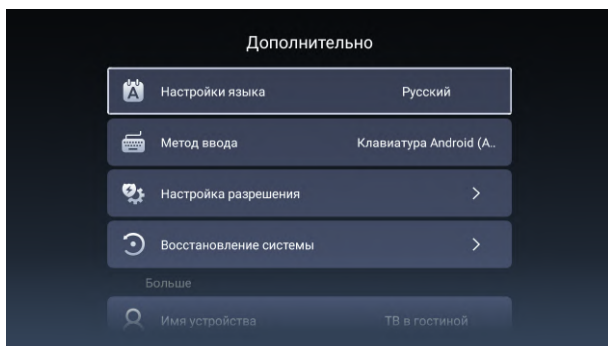 Дополнительно
Настройки языка Русский
Метод ввода Клавиатура Android (A..
Настройка разрешения
Восстановление системы
Больше
Имя устройства ТВ в гостиной